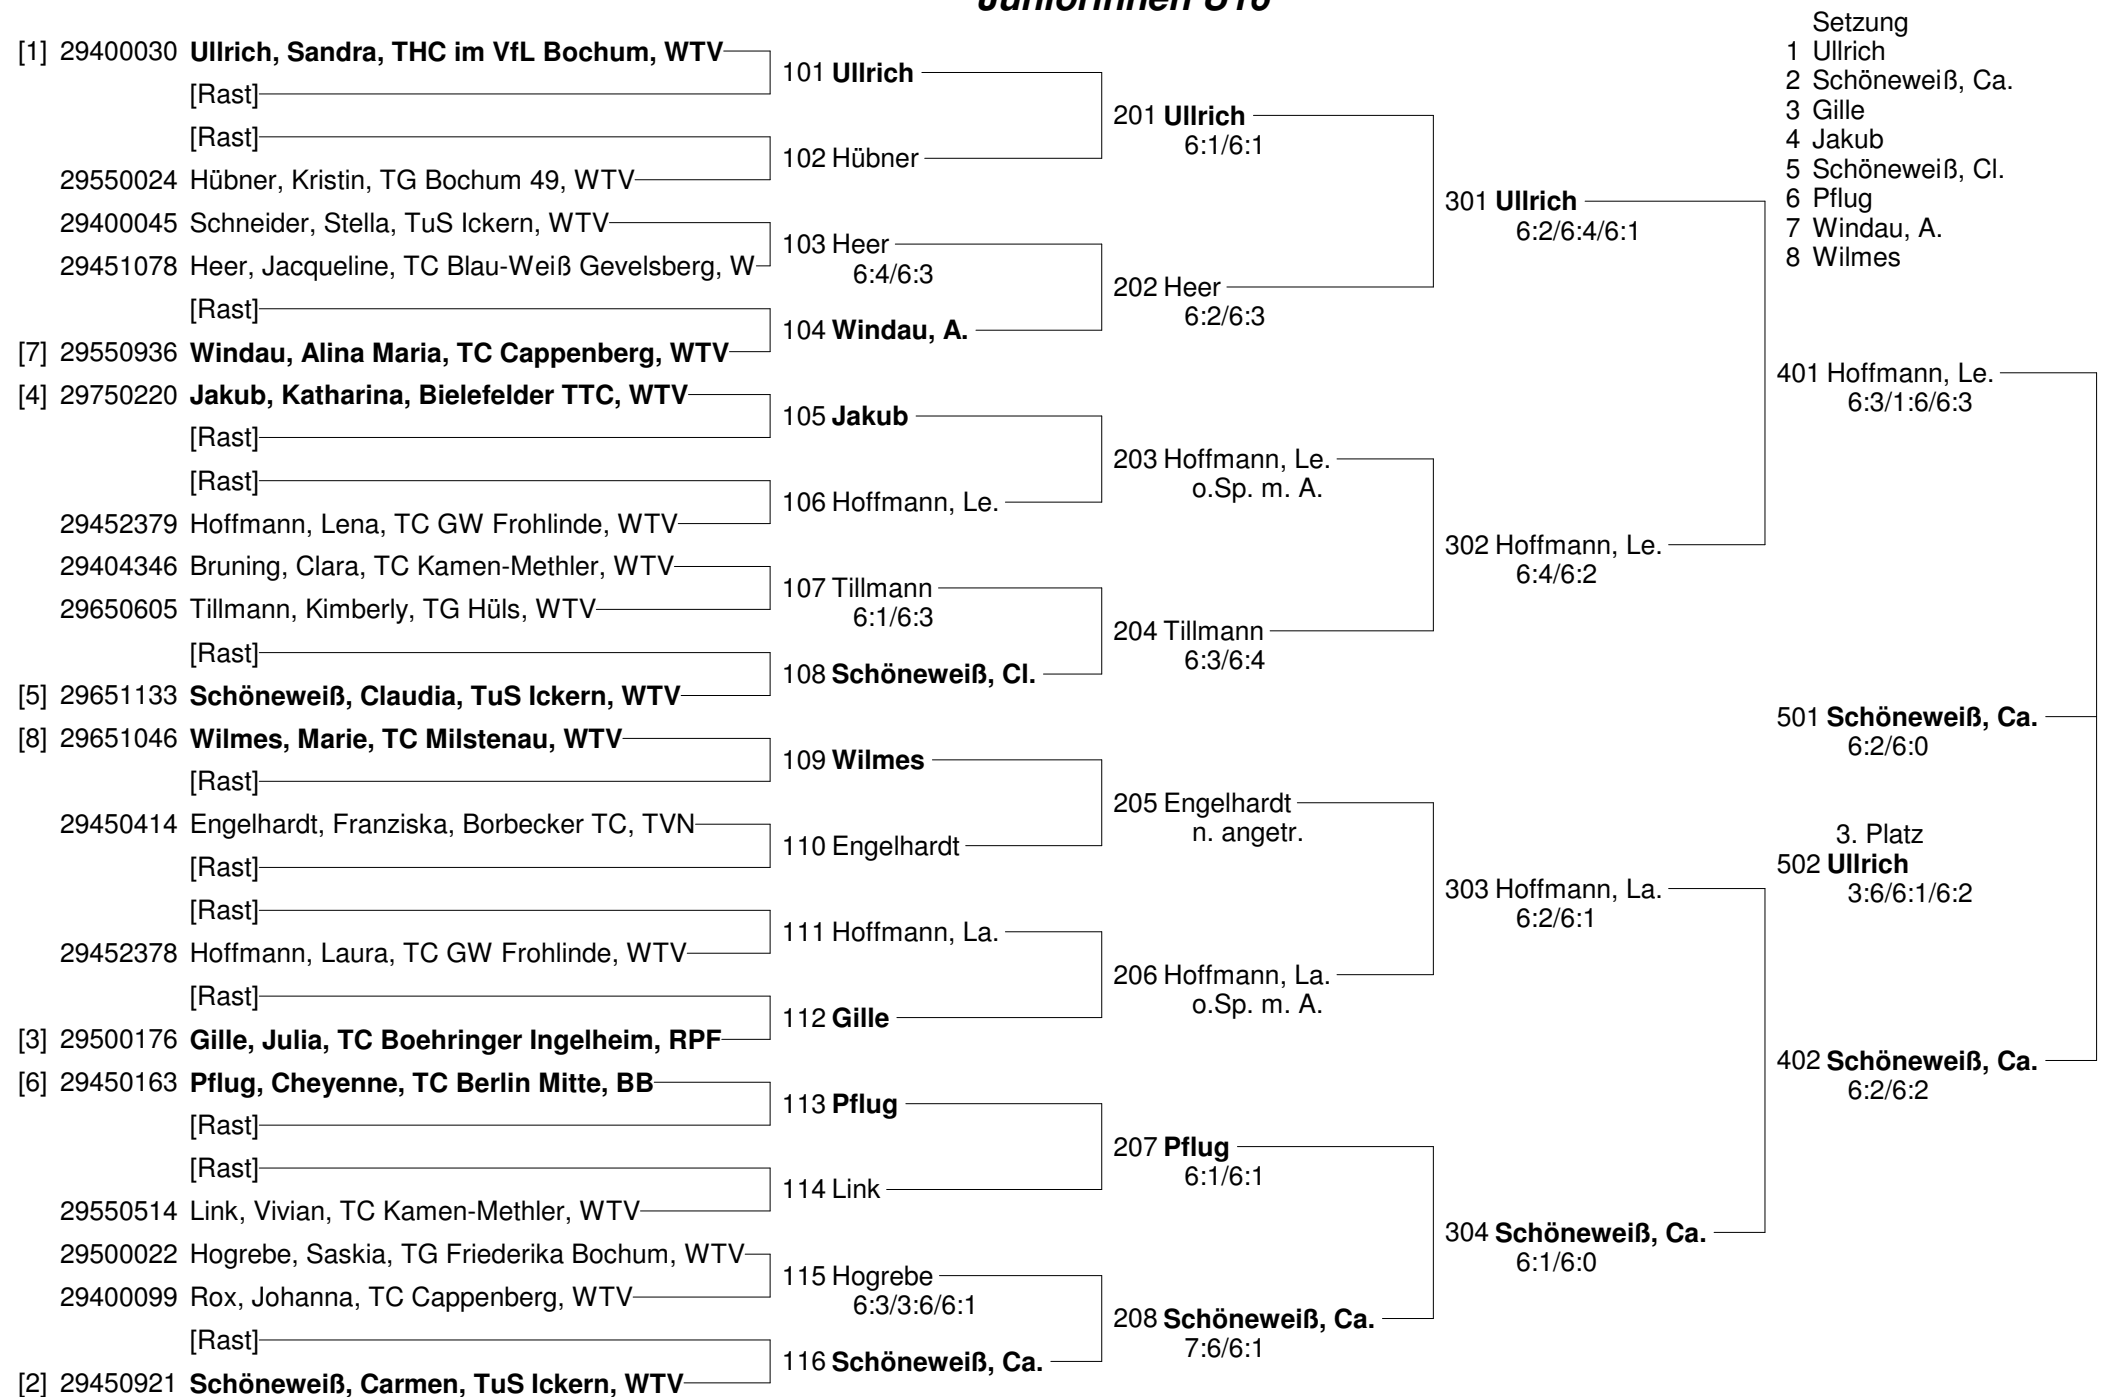 Juniorinnen U16
[1] 29400030 Ullrich, Sandra, THC im VfL Bochum, WTV
[Rast]
[Rast]
29550024 Hübner, Kristin, TG Bochum 49, WTV
29400045 Schneider, Stella, TuS Ickern, WTV
29451078 Heer, Jacqueline, TC Blau-Weiß Gevelsberg, W
[Rast]
[7] 29550936 Windau, Alina Maria, TC Cappenberg, WTV
[4] 29750220 Jakub, Katharina, Bielefelder TTC, WTV
[Rast]
[Rast]
29452379 Hoffmann, Lena, TC GW Frohlinde, WTV
29404346 Bruning, Clara, TC Kamen-Methler, WTV
29650605 Tillmann, Kimberly, TG Hüls, WTV
[Rast]
[5] 29651133 Schöneweiß, Claudia, TuS Ickern, WTV
[8] 29651046 Wilmes, Marie, TC Milstenau, WTV
[Rast]
29450414 Engelhardt, Franziska, Borbecker TC, TVN
[Rast]
[Rast]
29452378 Hoffmann, Laura, TC GW Frohlinde, WTV
[Rast]
[3] 29500176 Gille, Julia, TC Boehringer Ingelheim, RPF
[6] 29450163 Pflug, Cheyenne, TC Berlin Mitte, BB
[Rast]
[Rast]
29550514 Link, Vivian, TC Kamen-Methler, WTV
29500022 Hogrebe, Saskia, TG Friederika Bochum, WTV
29400099 Rox, Johanna, TC Cappenberg, WTV
[Rast]
[2] 29450921 Schöneweiß, Carmen, TuS Ickern, WTV
101 Ullrich
102 Hübner
103 Heer
6:4/6:3
104 Windau, A.
105 Jakub
106 Hoffmann, Le.
107 Tillmann
6:1/6:3
108 Schöneweiß, Cl.
109 Wilmes
110 Engelhardt
111 Hoffmann, La.
112 Gille
113 Pflug
114 Link
115 Hogrebe
6:3/3:6/6:1
116 Schöneweiß, Ca.
201 Ullrich
6:1/6:1
202 Heer
6:2/6:3
203 Hoffmann, Le.
o.Sp. m. A.
204 Tillmann
6:3/6:4
205 Engelhardt
n. angetr.
206 Hoffmann, La.
o.Sp. m. A.
207 Pflug
6:1/6:1
208 Schöneweiß, Ca.
7:6/6:1
301 Ullrich
6:2/6:4/6:1
302 Hoffmann, Le.
6:4/6:2
303 Hoffmann, La.
6:2/6:1
304 Schöneweiß, Ca.
6:1/6:0
Setzung
1 Ullrich
2 Schöneweiß, Ca.
3 Gille
4 Jakub
5 Schöneweiß, Cl.
6 Pflug
7 Windau, A.
8 Wilmes
401 Hoffmann, Le.
6:3/1:6/6:3
501 Schöneweiß, Ca.
6:2/6:0
3. Platz
502 Ullrich
3:6/6:1/6:2
402 Schöneweiß, Ca.
6:2/6:2